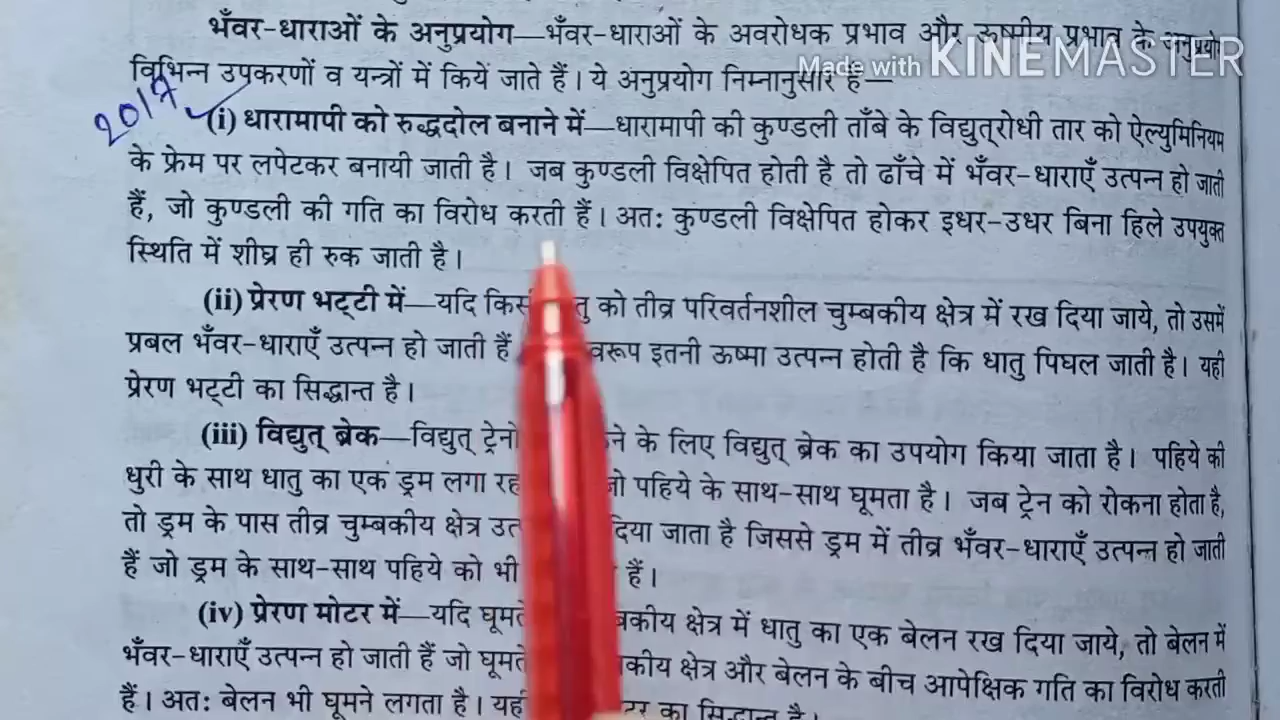 भँवर-धाराओं के अनुप्रयोग—भँवर-धाराओं के अवरोधक प्रभाव और ऊष्मीय प्रभाव के अनुप्रयोग
Made with KINEMASTER
विभिन्न उपकरणों व यन्त्रों में कियें जाते हैं। ये अनुप्रयोग निम्नानुसार हैं—
2017
(i) धारामापी को रुद्धदोल बनाने में—धारामापी की कुण्डली ताँबे के विद्युत्‌रोधी तार को ऐल्युमिनियम
के फ्रेम पर लपेटकर बनायी जाती है। जब कुण्डली विक्षेपित होती है तो ढाँचे में भँवर-धाराएँ उत्पन्न हो जाती
हैं, जो कुण्डली की गति का विरोध करती हैं। अतः कुण्डली विक्षेपित होकर इधर-उधर बिना हिले उपयुक्त
स्थिति में शीघ्र ही रुक जाती है।
(ii) प्रेरण भट्‌टी में—यदि को तीव्र परिवर्तनशील चुम्बकीय क्षेत्र में रख दिया जाये, तो उसमें
प्रबल भँवर-धाराएँ उत्पन्न हो जाती हैं इतनी ऊष्मा उत्पन्न होती है कि धातु पिघल जाती है। यही
प्रेरण भट्‌टी का सिद्धान्त है।
(iii) विद्युत् ब्रेक—विद्युत् के लिए विद्युत् ब्रेक का उपयोग किया जाता है। पहिये की
धुरी के साथ धातु का एक ड्रम लगा पहिये के साथ-साथ घूमता है। जब ट्रेन को रोकना होता है,
तो ड्रम के पास तीव्र चुम्बकीय क्षेत्र दिया जाता है जिससे ड्रम में तीव्र भँवर-धाराएँ उत्पन्न हो जाती
हैं जो ड्रम के साथ-साथ पहिये को भी हैं।
(iv) प्रेरण मोटर में—यदि क्षेत्र में धातु का एक बेलन रख दिया जाये, तो बेलन में
भँवर-धाराएँ उत्पन्न हो जाती हैं जो क्षेत्र और बेलन के बीच आपेक्षिक गति का विरोध करती
हैं। अतः बेलन भी घूमने लगता है। का सिद्धान्त है।